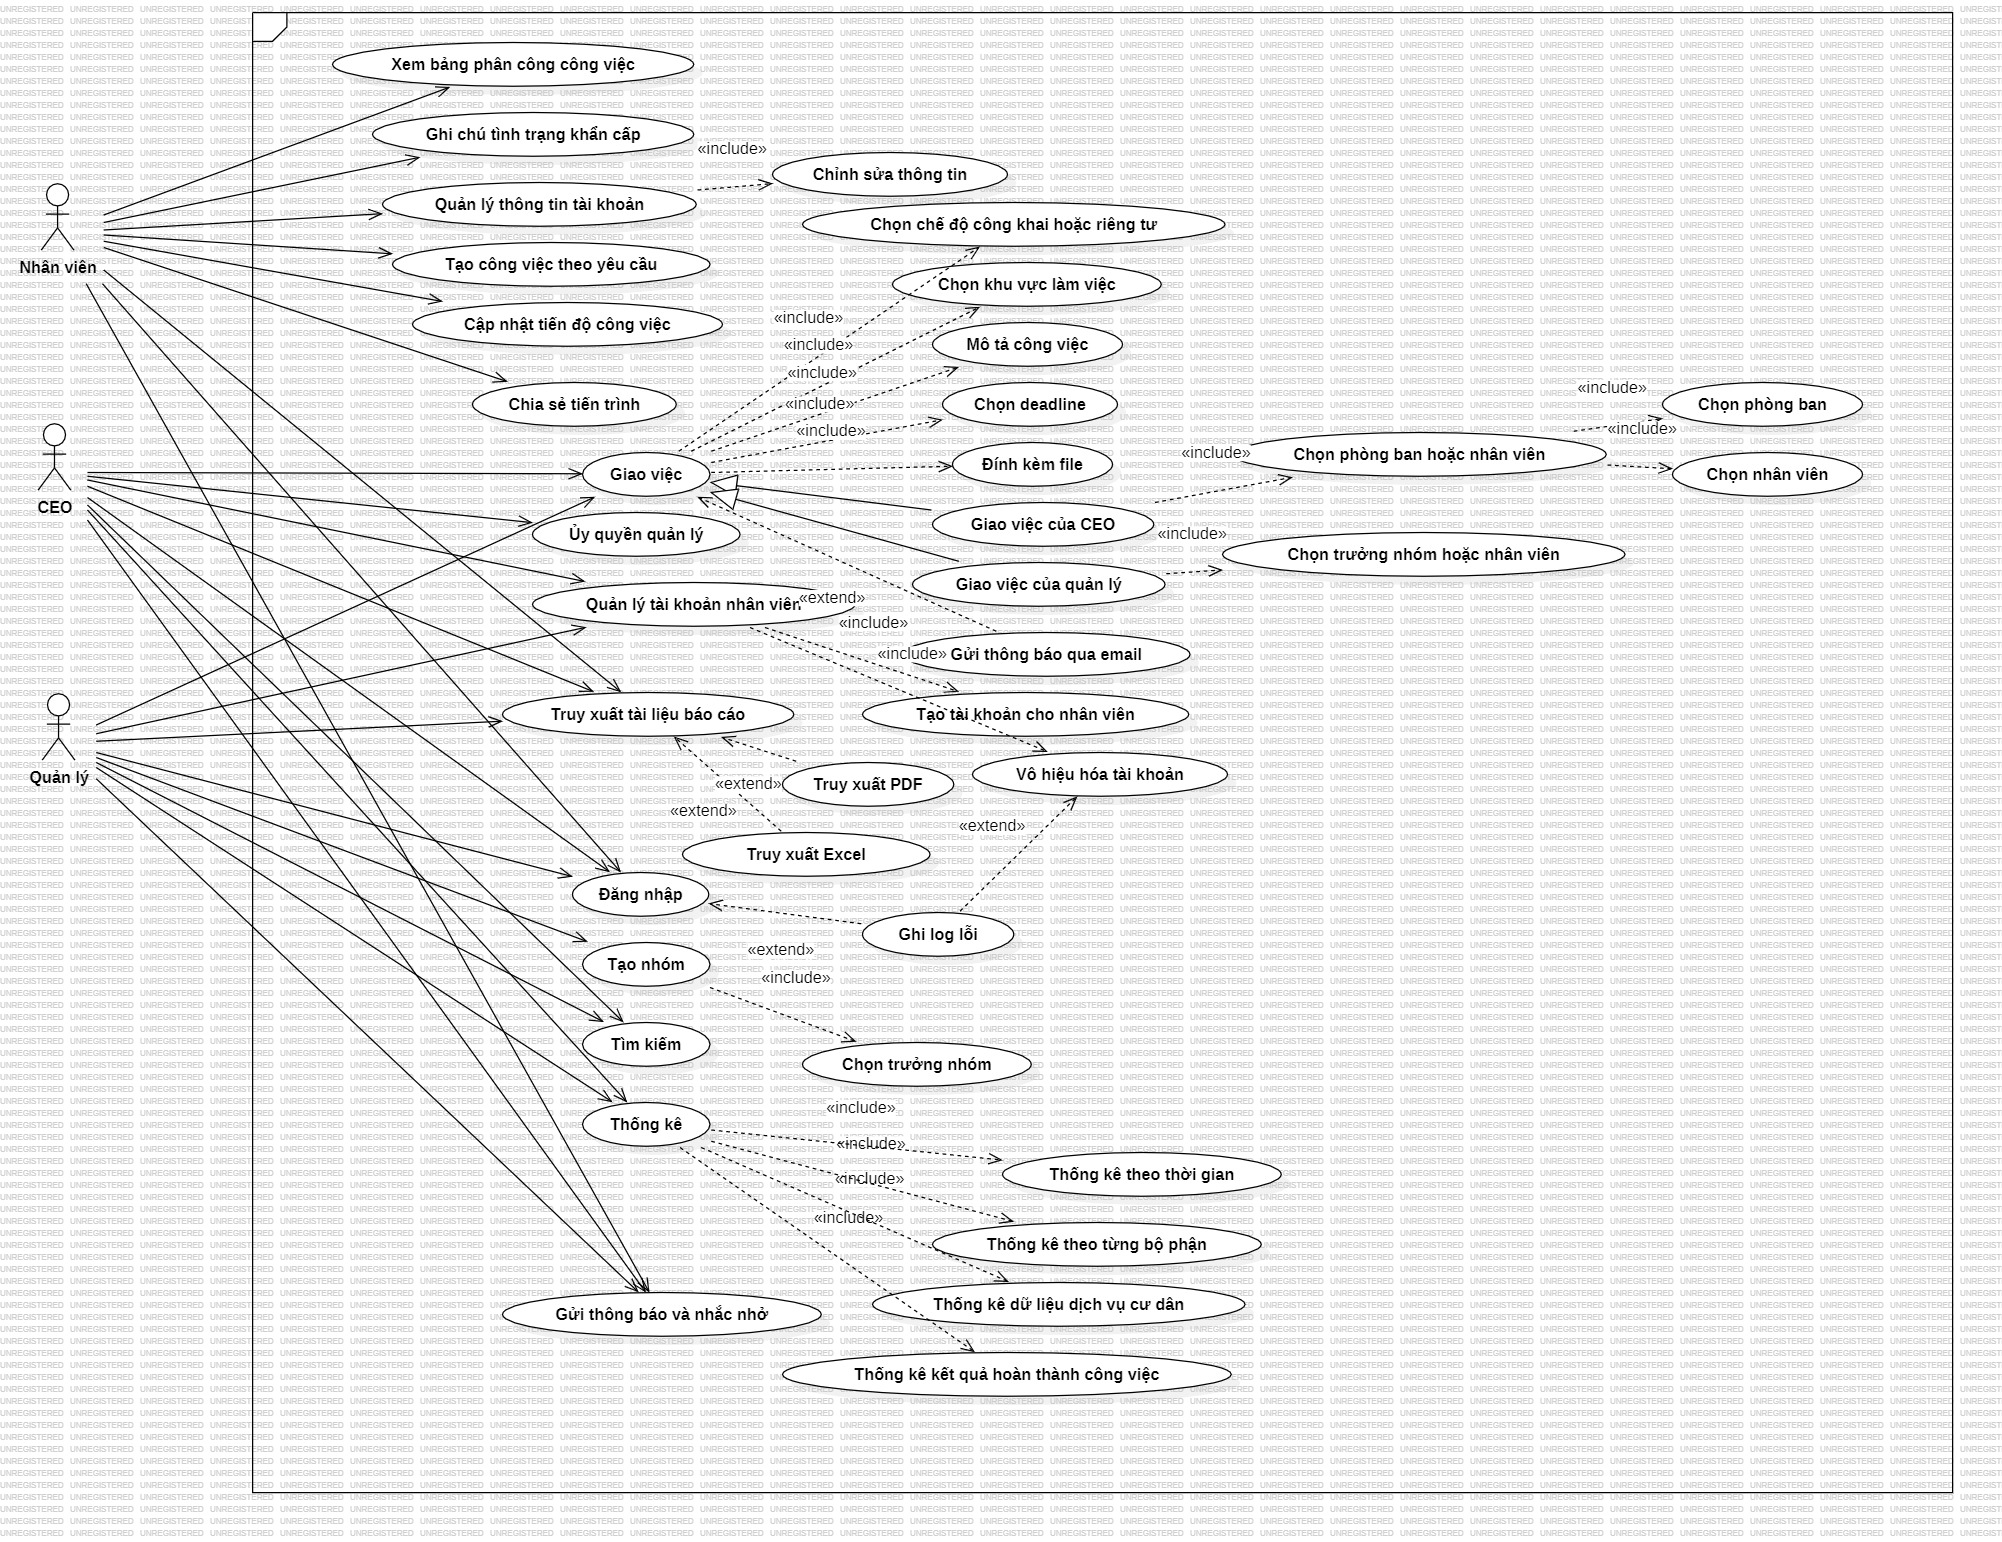 Xem bảng phân công công việc
Ghi chú tình trạng khẩn cấp
«include»
Chỉnh sửa thông tin
Quản lý thông tin tài khoản
Chọn chế độ công khai hoặc riêng tư
Nhân viên
Tạo công việc theo yêu cầu
Chọn khu vực làm việc
Cập nhật tiến độ công việc
«include»
«include»
Mô tả công việc
«include»
«include»
Chọn phòng ban
Chia sẻ tiến trình
«include»
Chọn deadline
«include»
«include»
Chọn phòng ban hoặc nhân viên
«include»
Giao việc
Đính kèm file
Chọn nhân viên
CEO
Ủy quyền quản lý
Giao việc của CEO
«include»
Chọn trưởng nhóm hoặc nhân viên
Giao việc của quản lý
Quản lý tài khoản nhân viên
«extend»
«include»
«include»
Gửi thông báo qua email
Truy xuất tài liệu báo cáo
Tạo tài khoản cho nhân viên
Quản lý
«extend»
Truy xuất PDF
Vô hiệu hóa tài khoản
«extend»
«extend»
Truy xuất Excel
Đăng nhập
Ghi log lỗi
«extend»
Tạo nhóm
«include»
Tìm kiếm
Chọn trưởng nhóm
«include»
Thống kê
«include»
«include»
Thống kê theo thời gian
«include»
Thống kê theo từng bộ phận
Gửi thông báo và nhắc nhở
Thống kê dữ liệu dịch vụ cư dân
Thống kê kết quả hoàn thành công việc
UNREGISTERED